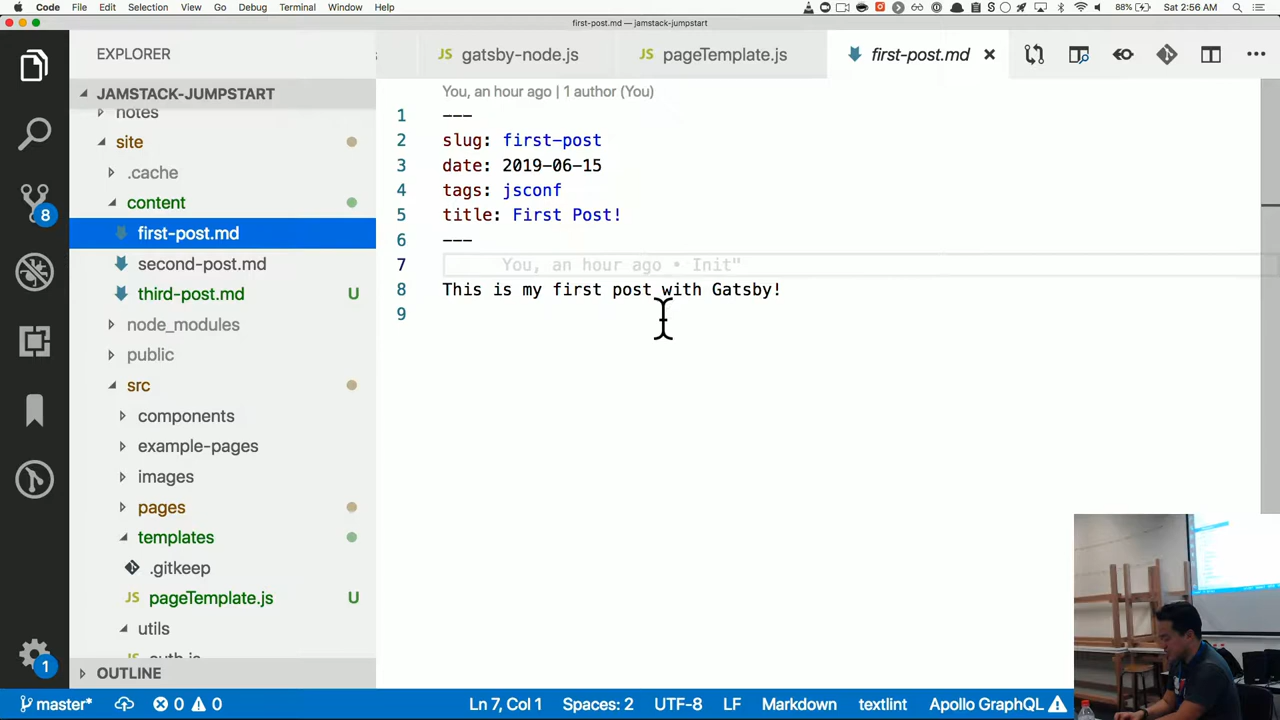 Code File Edit Selection View Go Debug Terminal Window Help 88% Sat 2:56 AM
first-post.md — jamstack-jumpstart
EXPLORER
JS gatsby-node.js
JS pageTemplate.js
first-post.md
JAMSTACK-JUMPSTART
notes
site
.cache
content
first-post.md
second-post.md
third-post.md U
node_modules
public
src
components
example-pages
images
pages
templates
.gitkeep
JS pageTemplate.js U
utils
OUTLINE
8
1
You, an hour ago | 1 author (You)
1 ---
2 slug: first-post
3 date: 2019-06-15
4 tags: jsconf
5 title: First Post!
6 ---
7 You, an hour ago • Init"
8 This is my first post with Gatsby!
9
master* 0 0 Ln 7, Col 1 Spaces: 2 UTF-8 LF Markdown textlint Apollo GraphQL